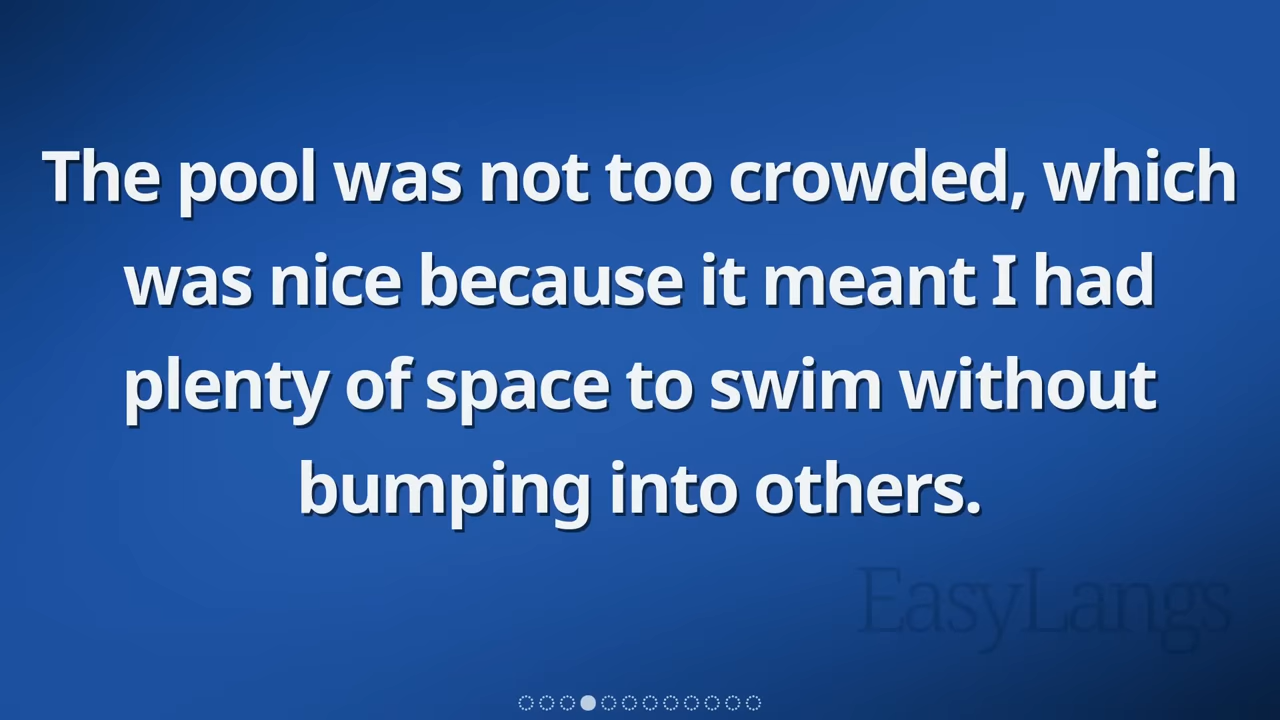 The pool was not too crowded, which
was nice because it meant I had
plenty of space to swim without
bumping into others.
EasyLangs